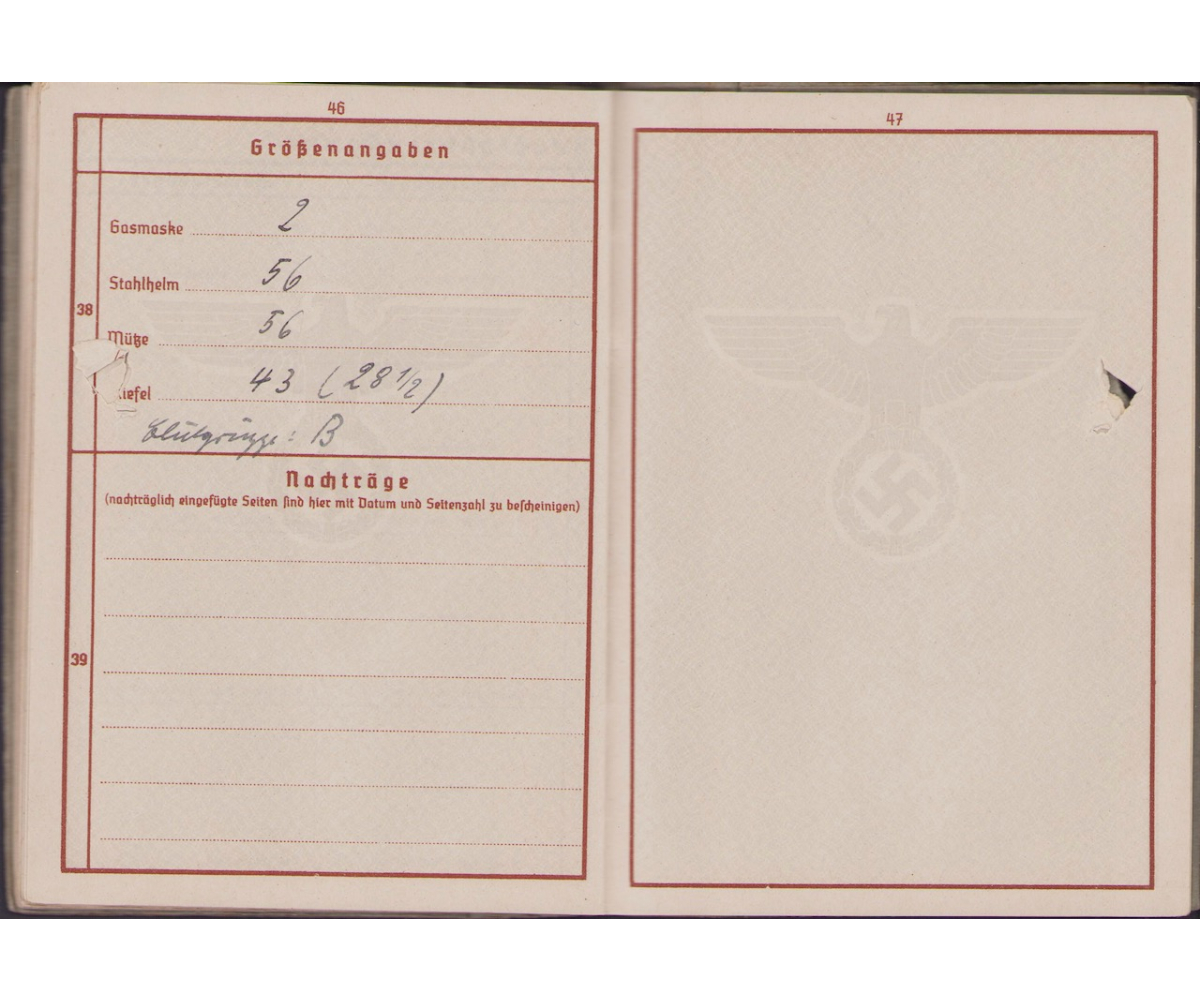 46
Größenangaben
38
Gasmaske 2
Stahlhelm 56
Mütze 56
iefel 43 (28 1/2)
Blutgruppe: B
Nachträge
(nachträglich eingefügte Seiten sind hier mit Datum und Seitenzahl zu bescheinigen)
39
47